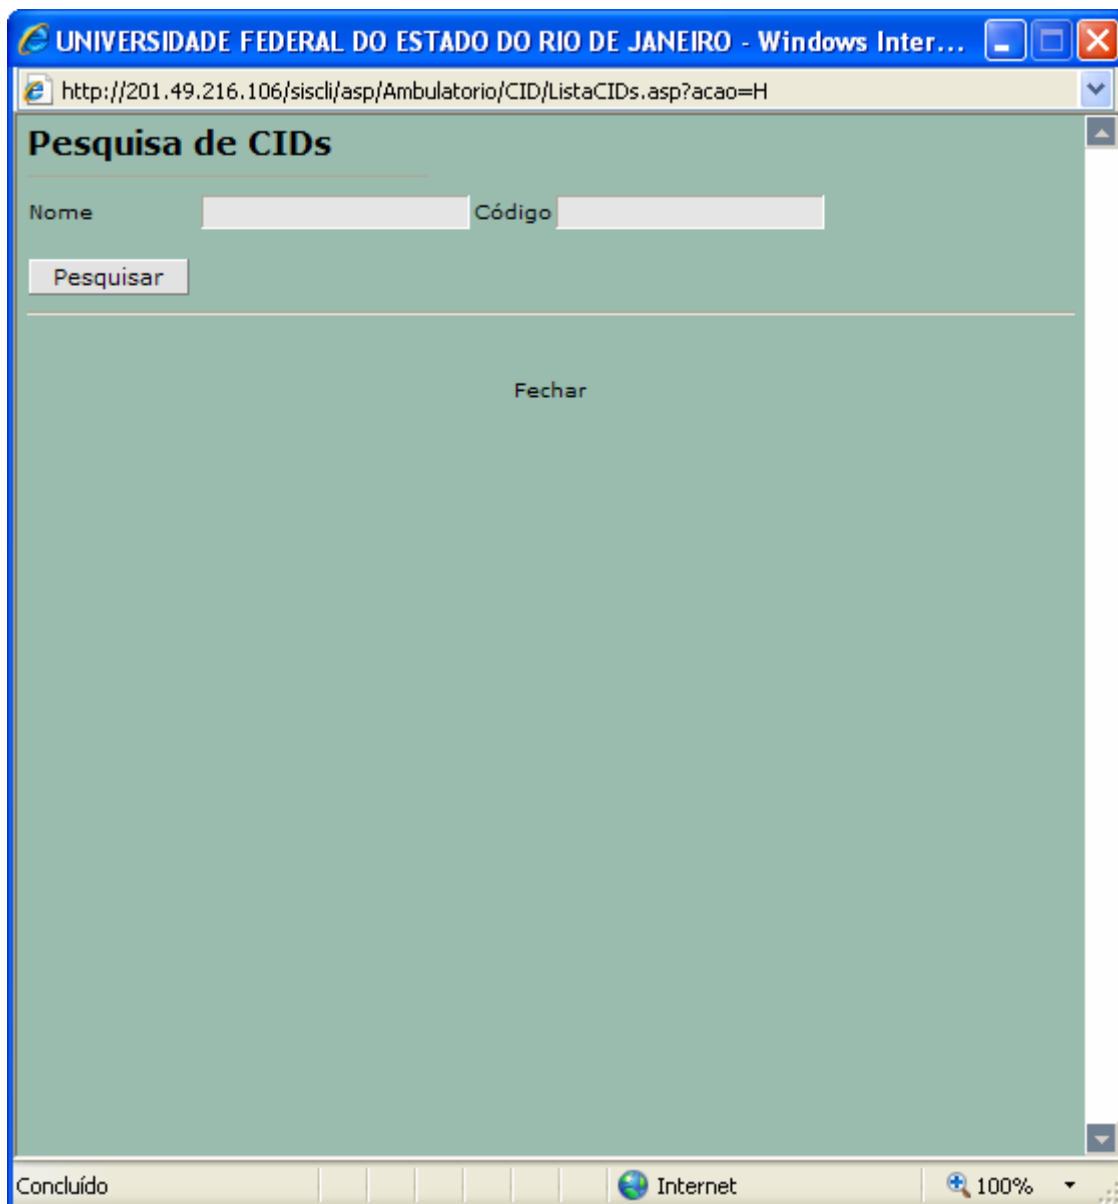 UNIVERSIDADE FEDERAL DO ESTADO DO RIO DE JANEIRO - Windows Inter...
http://201.49.216.106/siscli/asp/Ambulatorio/CID/ListaCIDs.asp?acao=H
Pesquisa de CIDs
Nome Código
Pesquisar
Fechar
Concluído Internet 100%